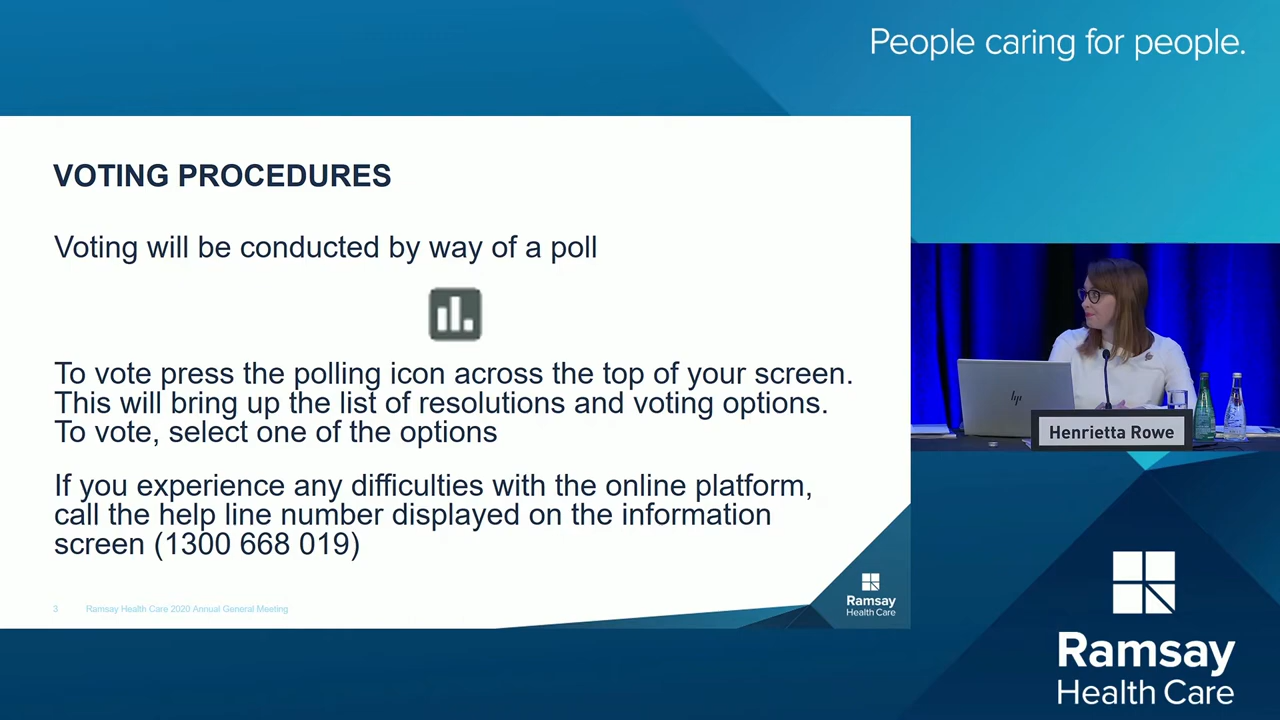 People caring for people.
VOTING PROCEDURES
Voting will be conducted by way of a poll
To vote press the polling icon across the top of your screen.
This will bring up the list of resolutions and voting options.
To vote, select one of the options
If you experience any difficulties with the online platform,
call the help line number displayed on the information
screen (1300 668 019)
3 Ramsay Health Care 2020 Annual General Meeting
Ramsay
Health Care
hp
Henrietta Rowe
Ramsay
Health Care